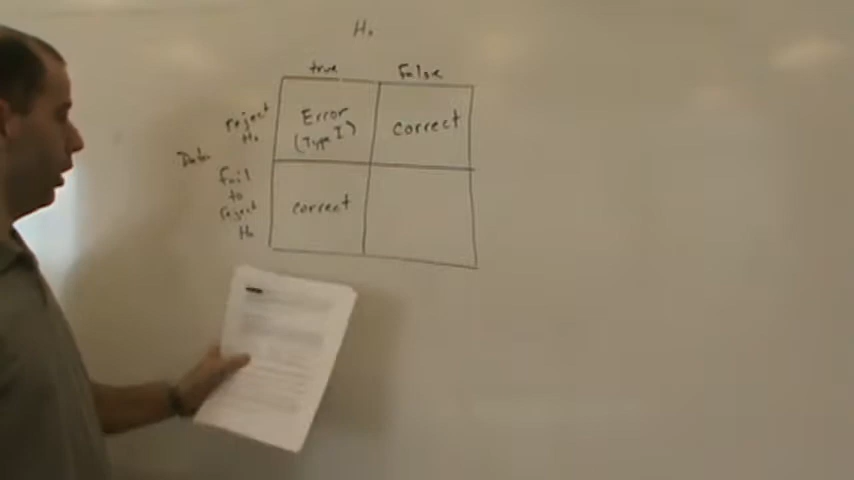 H₀
true False
reject
H₀
Error
(Type I)
correct
Data
fail
to
reject
H₀
correct